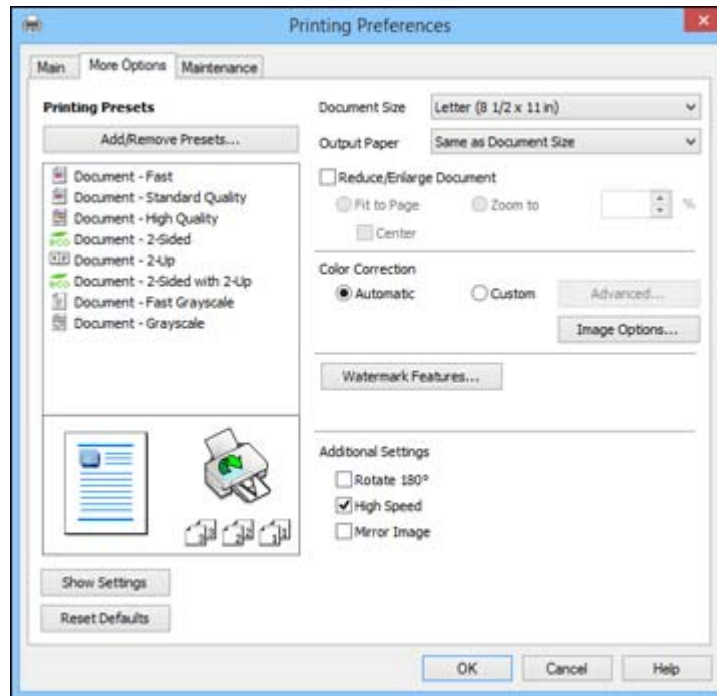 Printing Preferences
Main
More Options
Maintenance
Printing Presets
Add/Remove Presets...
Document - Fast
Document - Standard Quality
Document - High Quality
eco Document - 2-Sided
Document - 2-Up
eco Document - 2-Sided with 2-Up
Document - Fast Grayscale
Document - Grayscale
Show Settings
Reset Defaults
Document Size Letter (8 1/2 x 11 in)
Output Paper Same as Document Size
Reduce/Enlarge Document
Fit to Page Zoom to %
Center
Color Correction
Automatic Custom Advanced...
Image Options...
Watermark Features...
Additional Settings
Rotate 180°
High Speed
Mirror Image
OK Cancel Help